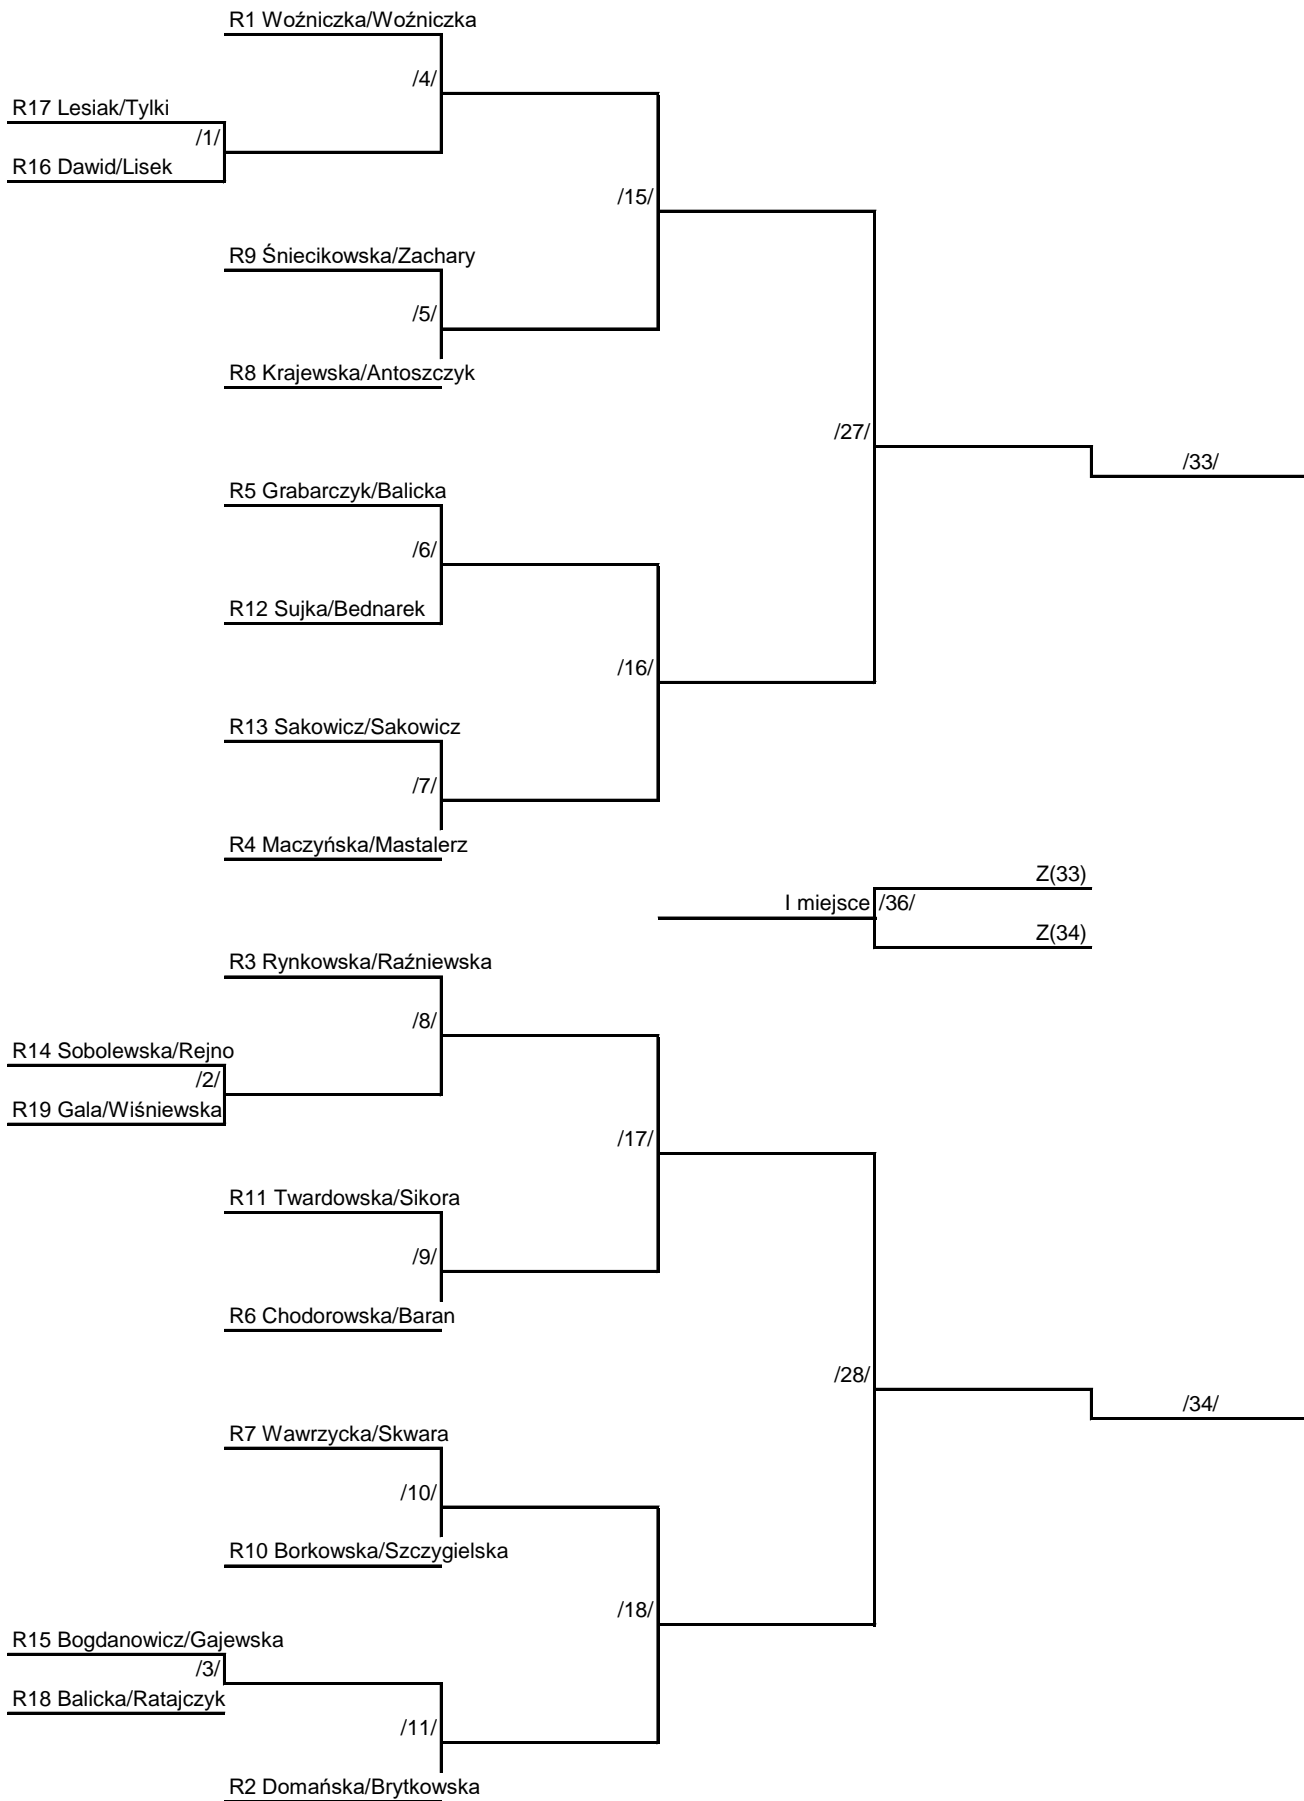 R1 Woźniczka/Woźniczka
/4/
R17 Lesiak/Tylki
/1/
R16 Dawid/Lisek
/15/
R9 Śniecikowska/Zachary
/5/
R8 Krajewska/Antoszczyk
/27/
/33/
R5 Grabarczyk/Balicka
/6/
R12 Sujka/Bednarek
/16/
R13 Sakowicz/Sakowicz
/7/
R4 Maczyńska/Mastalerz
Z(33)
I miejsce /36/
Z(34)
R3 Rynkowska/Raźniewska
/8/
R14 Sobolewska/Rejno
/2/
R19 Gala/Wiśniewska
/17/
R11 Twardowska/Sikora
/9/
R6 Chodorowska/Baran
/28/
/34/
R7 Wawrzycka/Skwara
/10/
R10 Borkowska/Szczygielska
/18/
R15 Bogdanowicz/Gajewska
/3/
R18 Balicka/Ratajczyk
/11/
R2 Domańska/Brytkowska